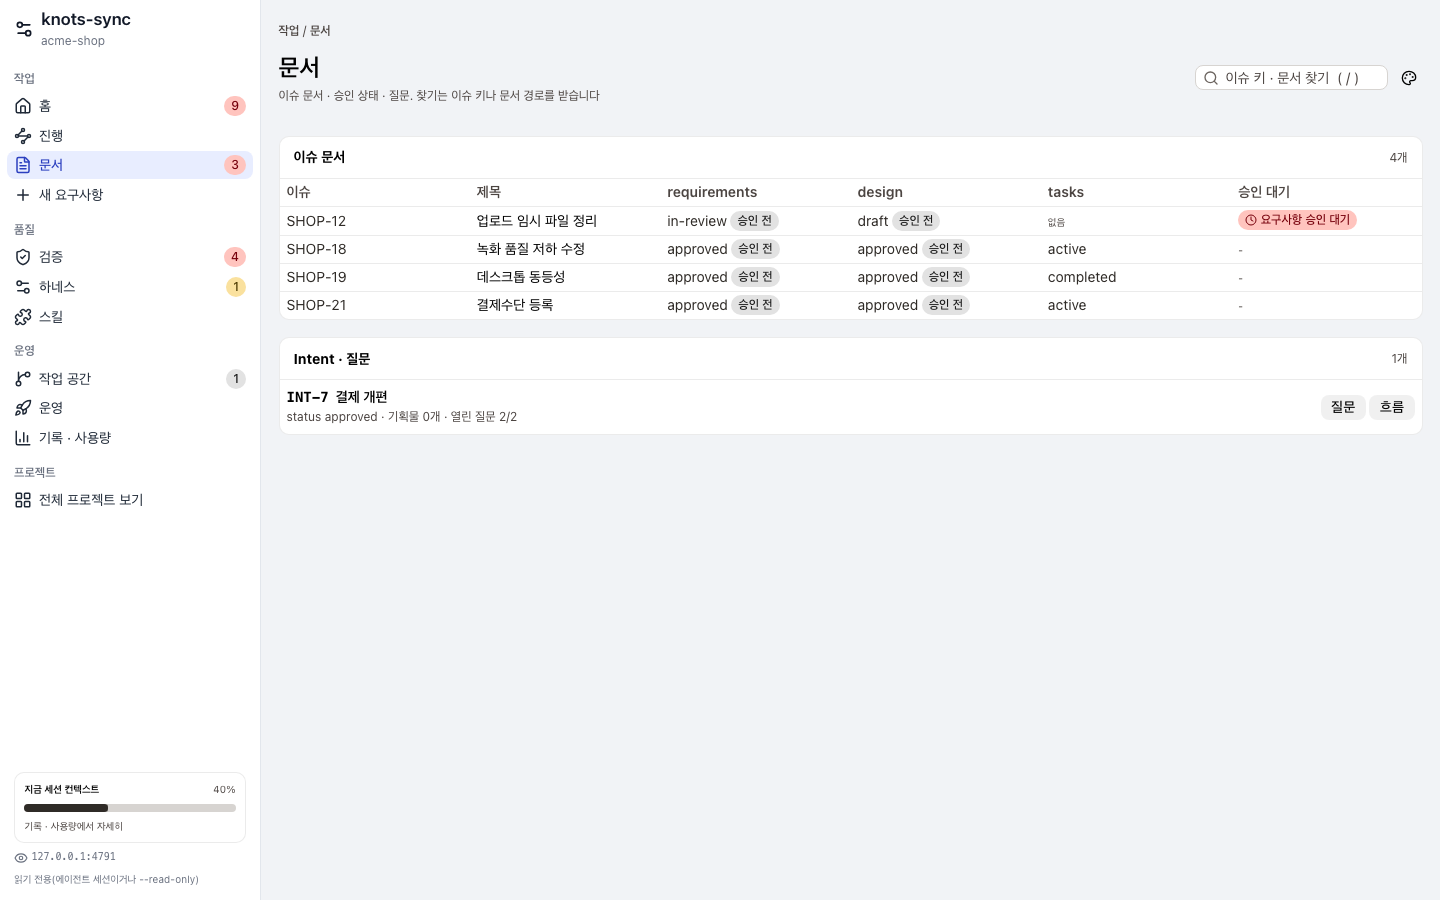 knots-sync
acme-shop
작업
홈 9
진행
문서 3
새 요구사항
품질
검증 4
하네스 1
스킬
운영
작업 공간 1
운영
기록 · 사용량
프로젝트
전체 프로젝트 보기
지금 세션 컨텍스트 40%
기록 · 사용량에서 자세히
127.0.0.1:4791
읽기 전용(에이전트 세션이거나 --read-only)
작업 / 문서
문서
이슈 문서 · 승인 상태 · 질문. 찾기는 이슈 키나 문서 경로를 받습니다
이슈 키 · 문서 찾기 ( / )
이슈 문서 4개
이슈 제목 requirements design tasks 승인 대기
SHOP-12 업로드 임시 파일 정리 in-review 승인 전 draft 승인 전 없음 요구사항 승인 대기
SHOP-18 녹화 품질 저하 수정 approved 승인 전 approved 승인 전 active -
SHOP-19 데스크톱 동등성 approved 승인 전 approved 승인 전 completed -
SHOP-21 결제수단 등록 approved 승인 전 approved 승인 전 active -
Intent · 질문 1개
INT-7 결제 개편
status approved · 기획물 0개 · 열린 질문 2/2
질문 흐름